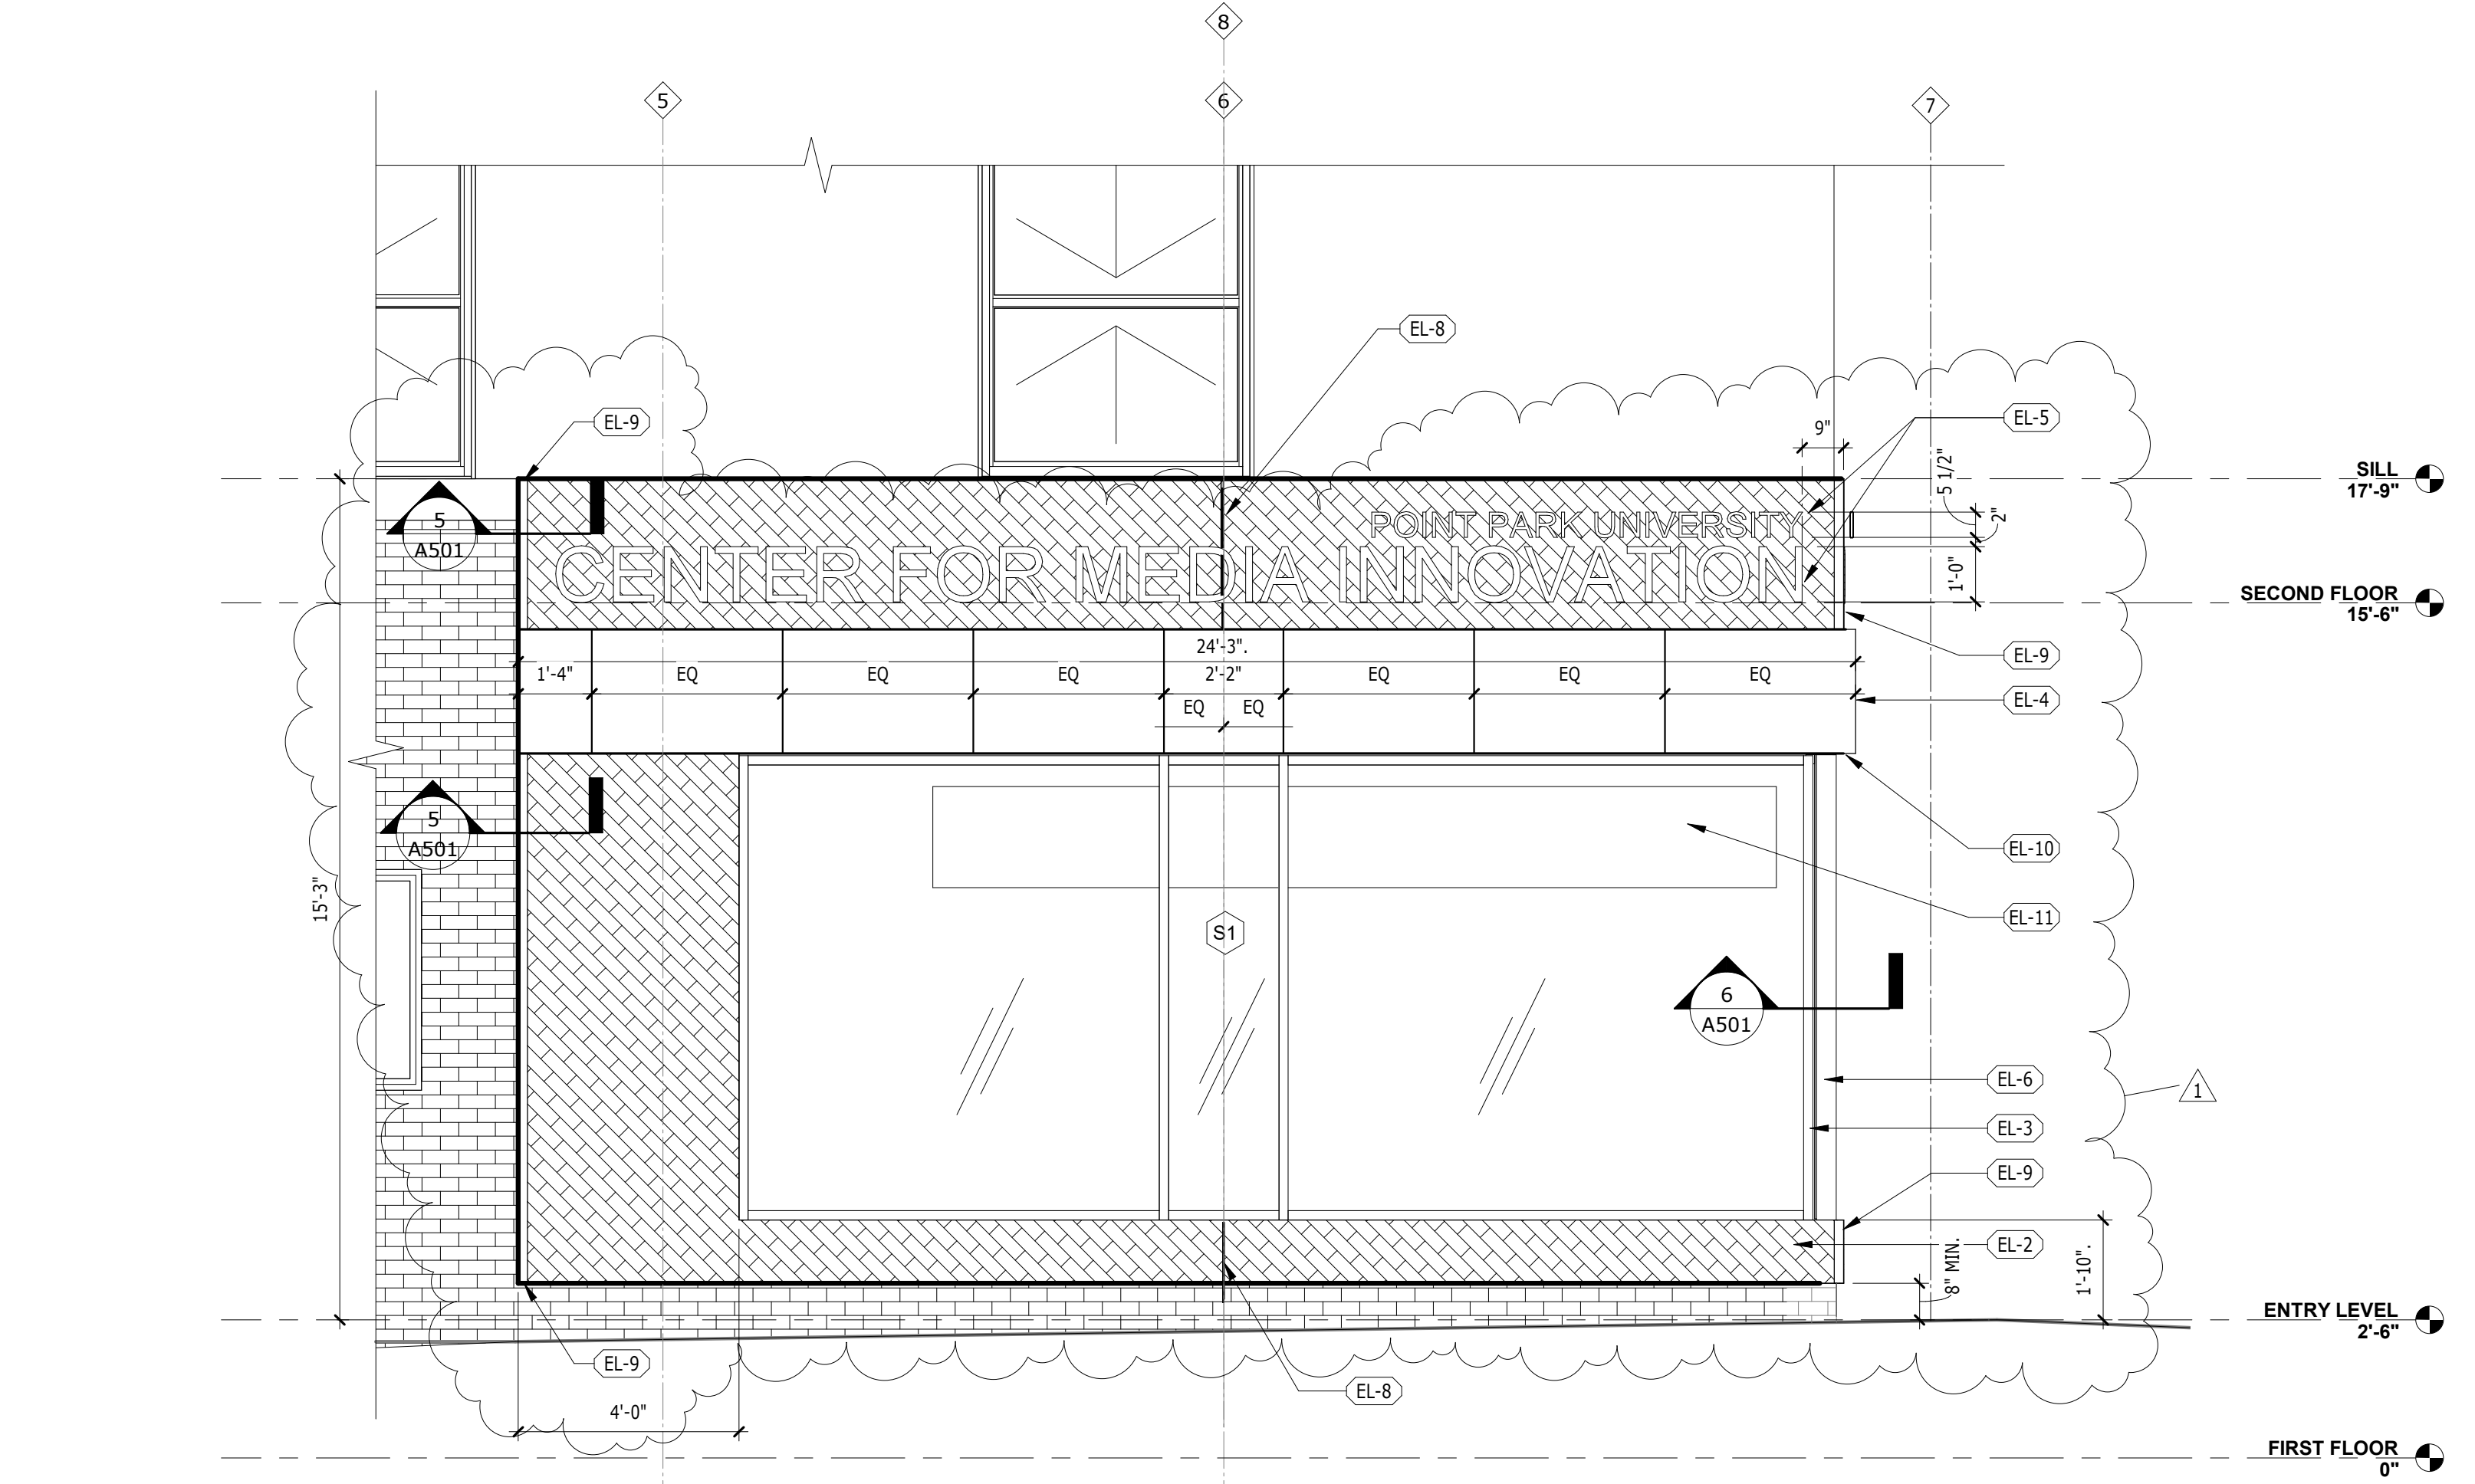 8
5
6
7
EL-8
EL-9
EL-5
9"
5 1/2"
2"
1'-0"
SILL
17'-9"
5
A501
POINT PARK UNIVERSITY
CENTER FOR MEDIA INNOVATION
SECOND FLOOR
15'-6"
24'-3".
EL-9
1'-4"
EQ
EQ
EQ
2'-2"
EQ
EQ
EQ
EL-4
EQ
EQ
5
A501
EL-10
15'-3"
EL-11
S1
6
A501
EL-6
1
EL-3
EL-9
EL-2
8" MIN.
1'-10".
ENTRY LEVEL
2'-6"
EL-9
EL-8
4'-0"
FIRST FLOOR
0"